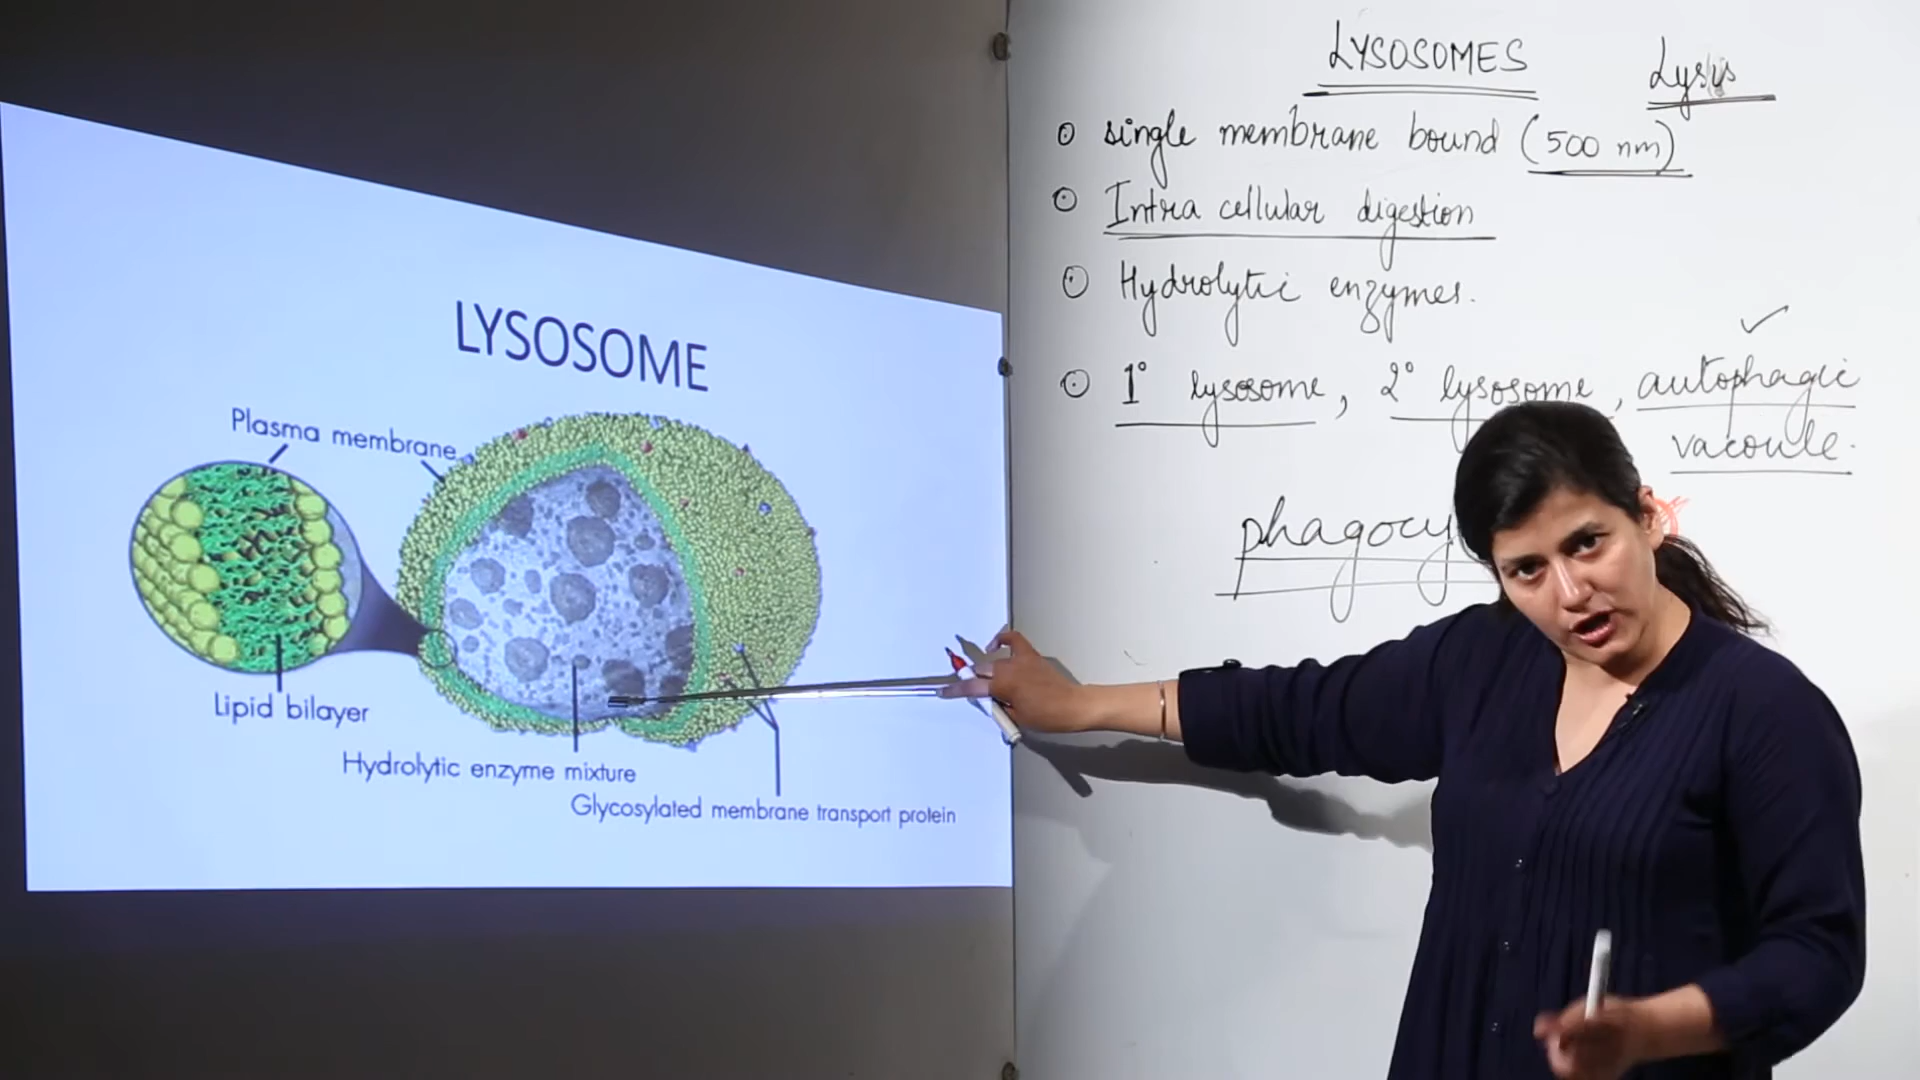 LYSOSOME
Plasma membrane
Lipid bilayer
Hydrolytic enzyme mixture
Glycosylated membrane transport protein
LYSOSOMES
Lysis
single membrane bound (500 nm)
Intra cellular digestion
Hydrolytic enzymes.
1° lysosome, 2° lysosome, autophagic
vacoule.